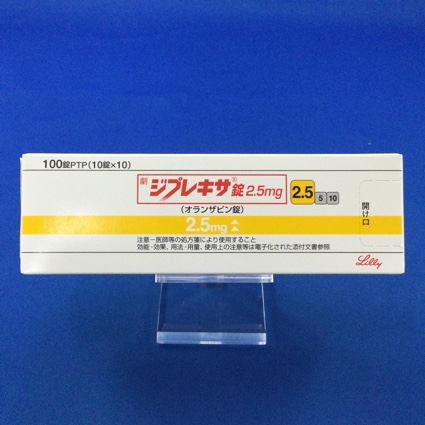 100錠PTP(10錠×10)
劇 ジプレキサ®錠2.5mg 2.5 5 10
(オランザピン錠)
2.5mg
注意-医師等の処方箋により使用すること
効能・効果、用法・用量、使用上の注意等は電子化された添付文書参照
開け口
Lilly